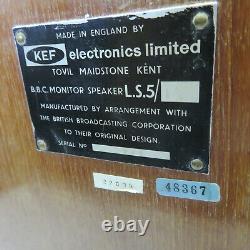 MADE IN ENGLAND BY
KEF electronics limited
TOVIL MAIDSTONE KENT
B.B.C. MONITOR SPEAKER L.S.5/
MANUFACTURED BY ARRANGEMENT WITH
THE BRITISH BROADCASTING CORPORATION
TO THEIR ORIGINAL DESIGN.
SERIAL Nº
48367